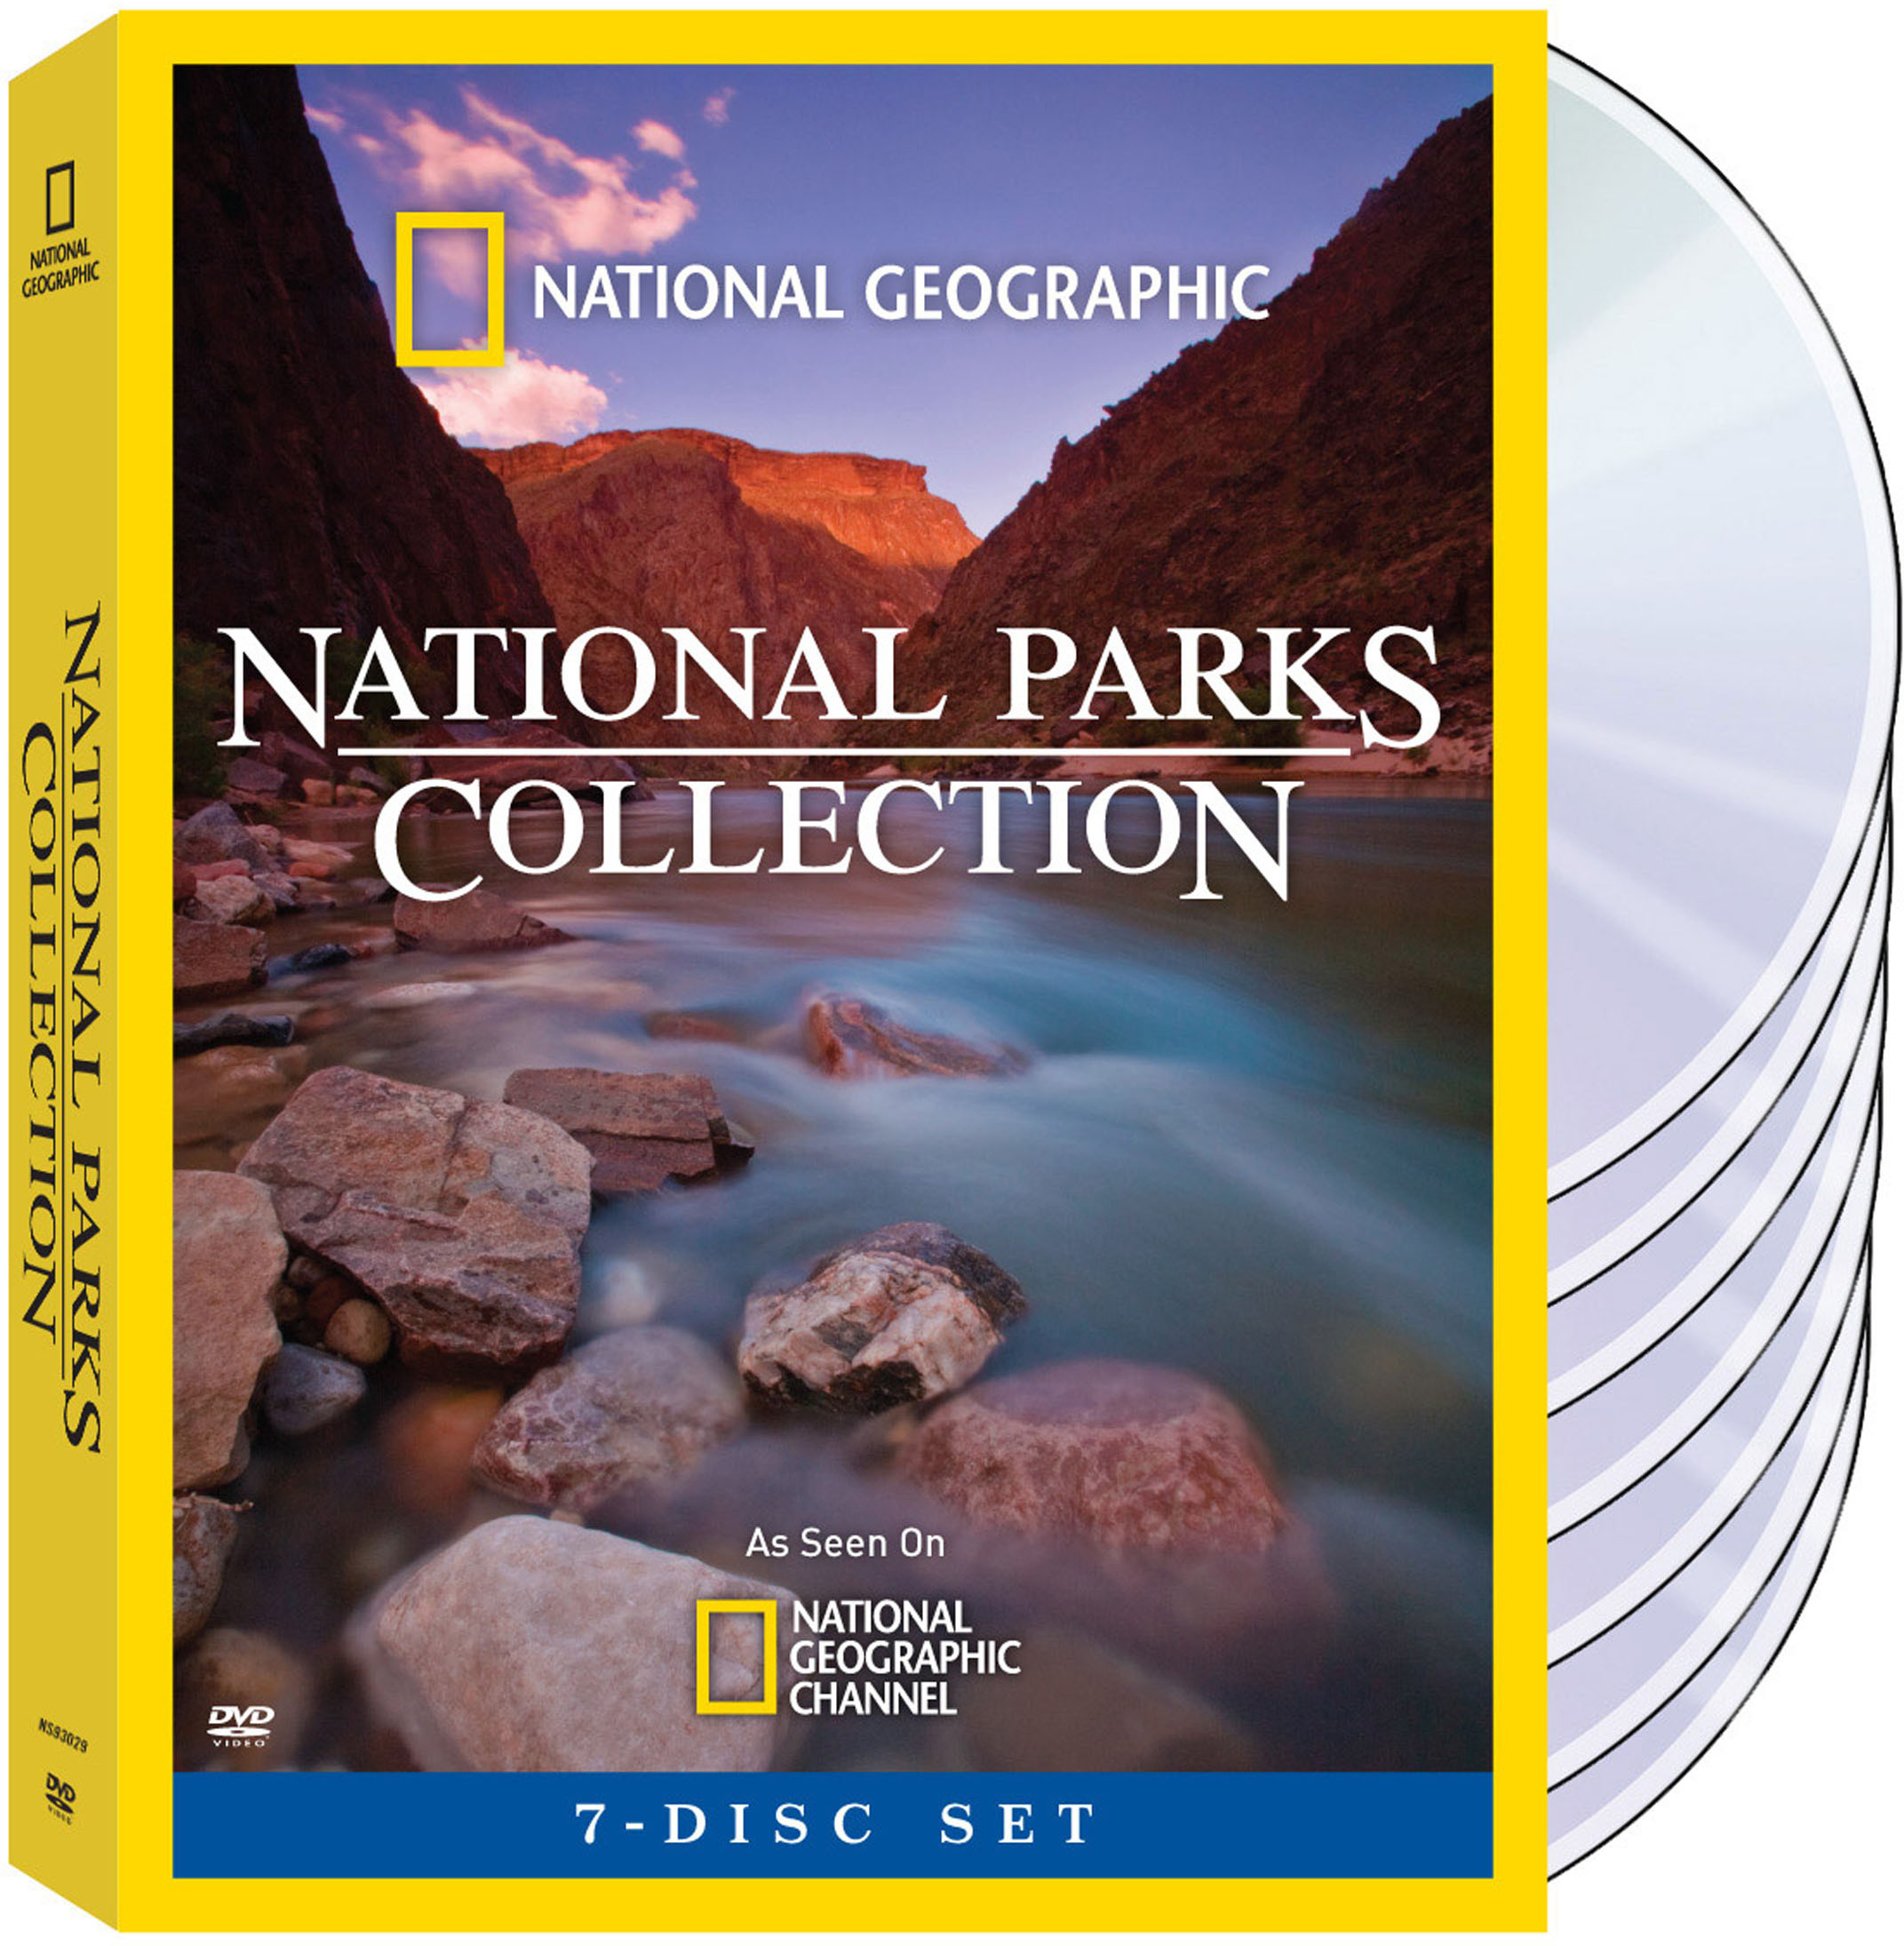 NATIONAL
GEOGRAPHIC
NATIONAL PARKS
COLLECTION
NS93029
DVD
VIDEO
NATIONAL GEOGRAPHIC
NATIONAL PARKS
COLLECTION
As Seen On
NATIONAL
GEOGRAPHIC
CHANNEL
DVD
VIDEO
7-DISC SET